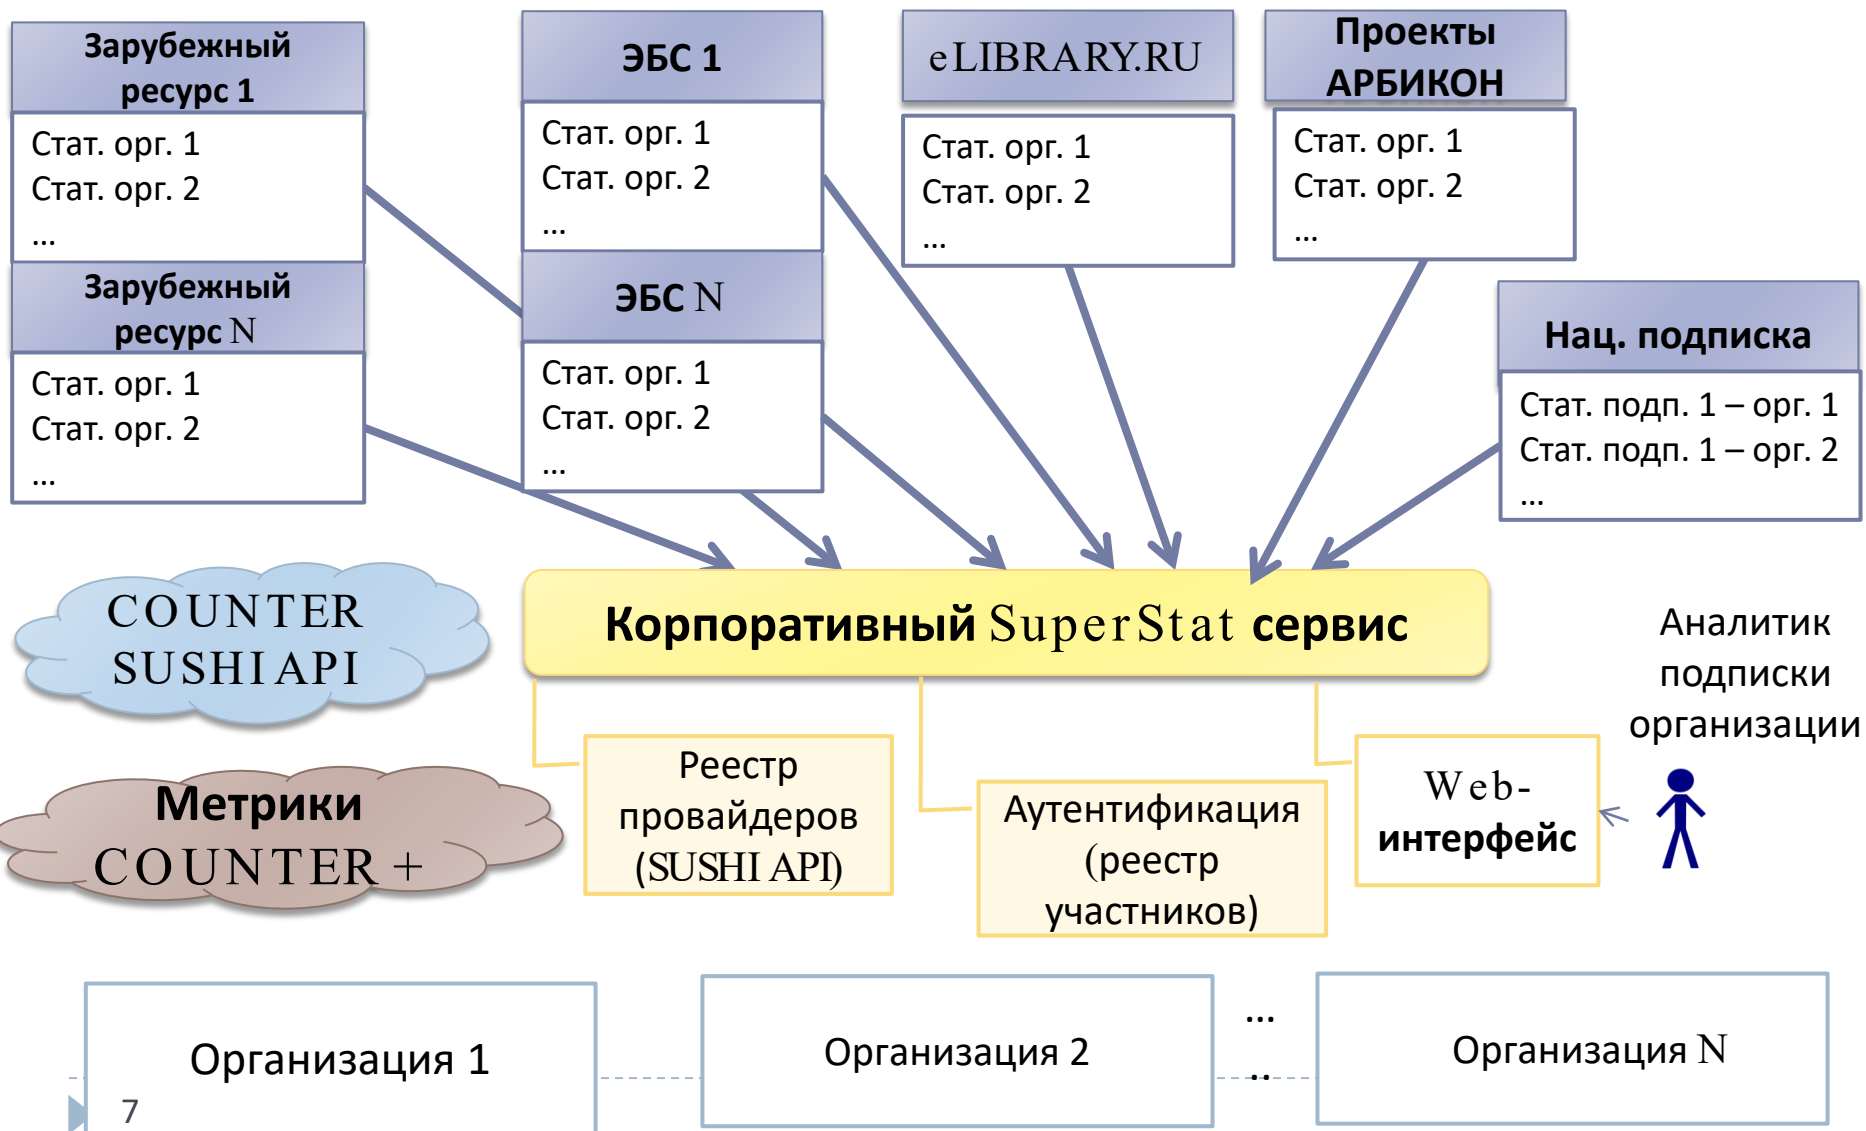 Зарубежный
ресурс 1
Стат. орг. 1
Стат. орг. 2
...
Зарубежный
ресурс N
Стат. орг. 1
Стат. орг. 2
...
ЭБС 1
Стат. орг. 1
Стат. орг. 2
...
ЭБС N
Стат. орг. 1
Стат. орг. 2
...
eLIBRARY.RU
Стат. орг. 1
Стат. орг. 2
...
Проекты
АРБИКОН
Стат. орг. 1
Стат. орг. 2
...
Нац. подписка
Стат. подп. 1 – орг. 1
Стат. подп. 1 – орг. 2
...
COUNTER
SUSHI API
Корпоративный SuperStat сервис
Аналитик
подписки
организации
Метрики
COUNTER +
Реестр
провайдеров
(SUSHI API)
Аутентификация
(реестр
участников)
Web-
интерфейс
Организация 1
Организация 2
...
..
Организация N
7